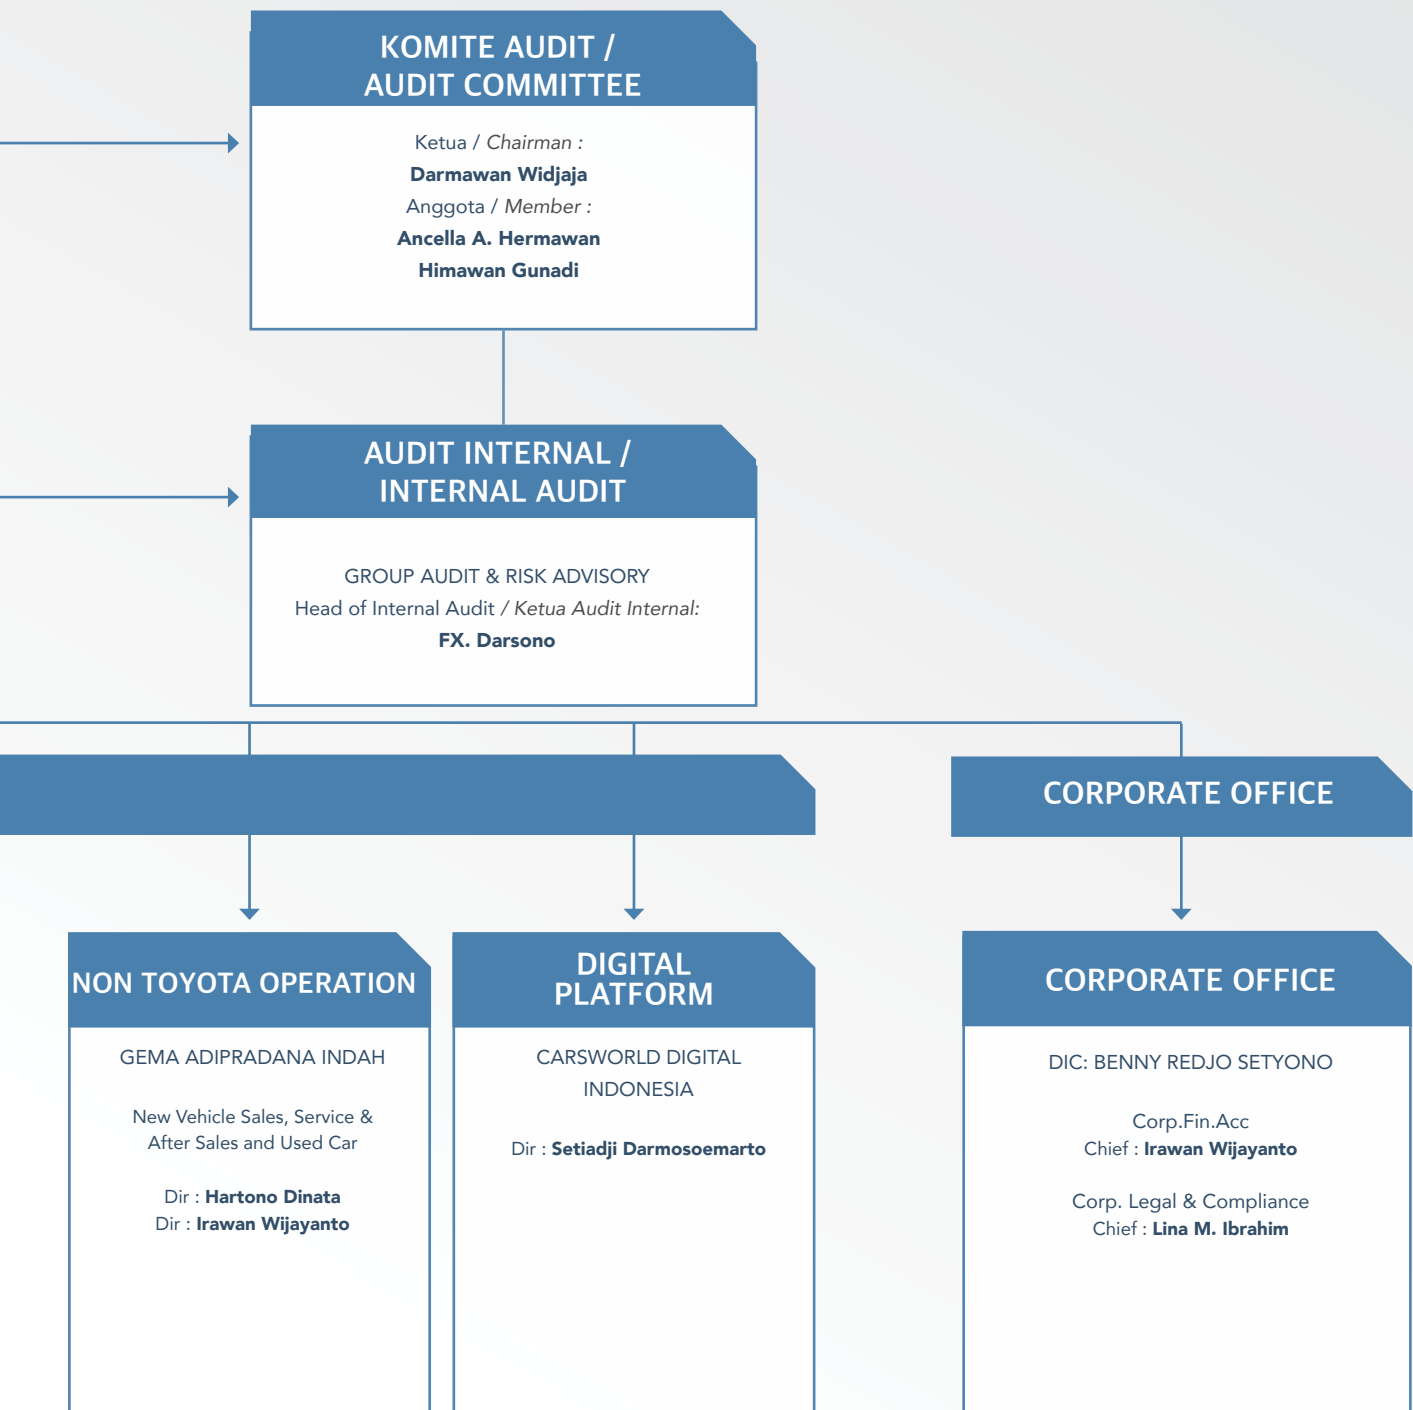 KOMITE AUDIT /
AUDIT COMMITTEE
Ketua / Chairman :
Darmawan Widjaja
Anggota / Member :
Ancella A. Hermawan
Himawan Gunadi
AUDIT INTERNAL /
INTERNAL AUDIT
GROUP AUDIT & RISK ADVISORY
Head of Internal Audit / Ketua Audit Internal:
FX. Darsono
CORPORATE OFFICE
NON TOYOTA OPERATION
GEMA ADIPRADANA INDAH
New Vehicle Sales, Service &
After Sales and Used Car
Dir : Hartono Dinata
Dir : Irawan Wijayanto
DIGITAL
PLATFORM
CARSWORLD DIGITAL
INDONESIA
Dir : Setiadji Darmosoemarto
CORPORATE OFFICE
DIC: BENNY REDJO SETYONO
Corp.Fin.Acc
Chief : Irawan Wijayanto
Corp. Legal & Compliance
Chief : Lina M. Ibrahim